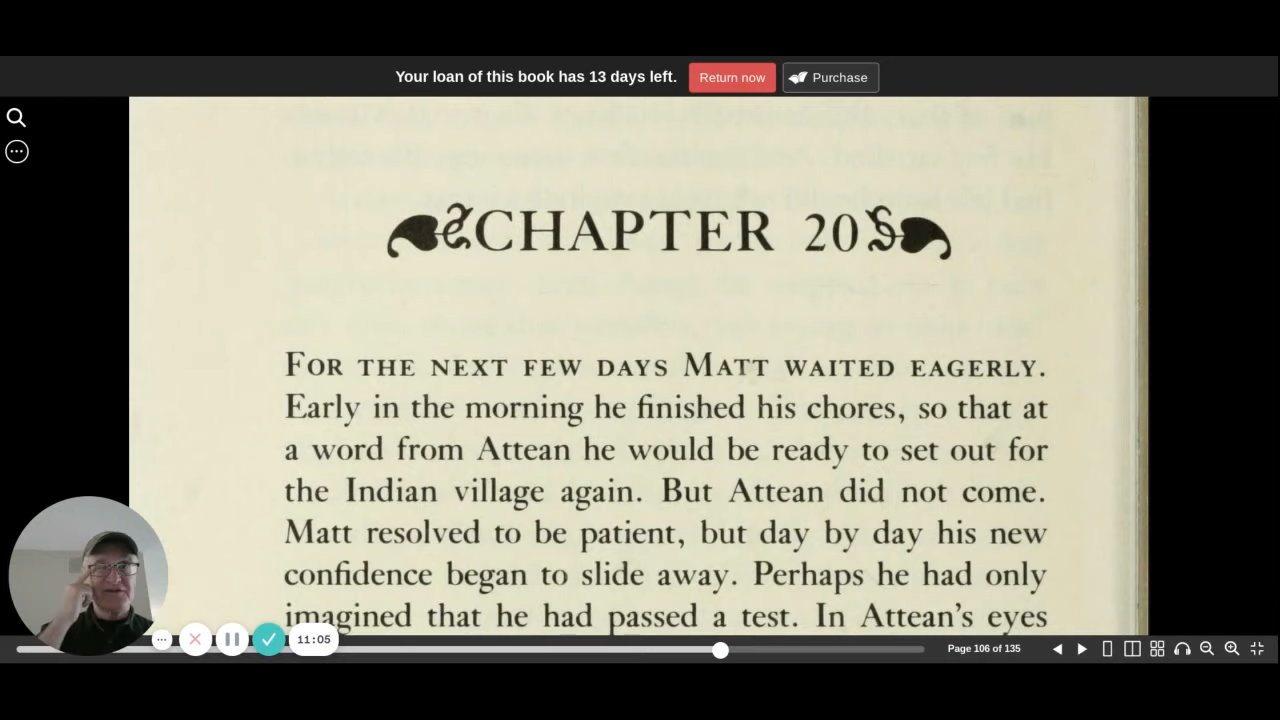 Your loan of this book has 13 days left. Return now Purchase
CHAPTER 20
FOR THE NEXT FEW DAYS MATT WAITED EAGERLY.
Early in the morning he finished his chores, so that at
a word from Attean he would be ready to set out for
the Indian village again. But Attean did not come.
Matt resolved to be patient, but day by day his new
confidence began to slide away. Perhaps he had only
imagined that he had passed a test. In Attean's eyes
11:05
Page 106 of 135